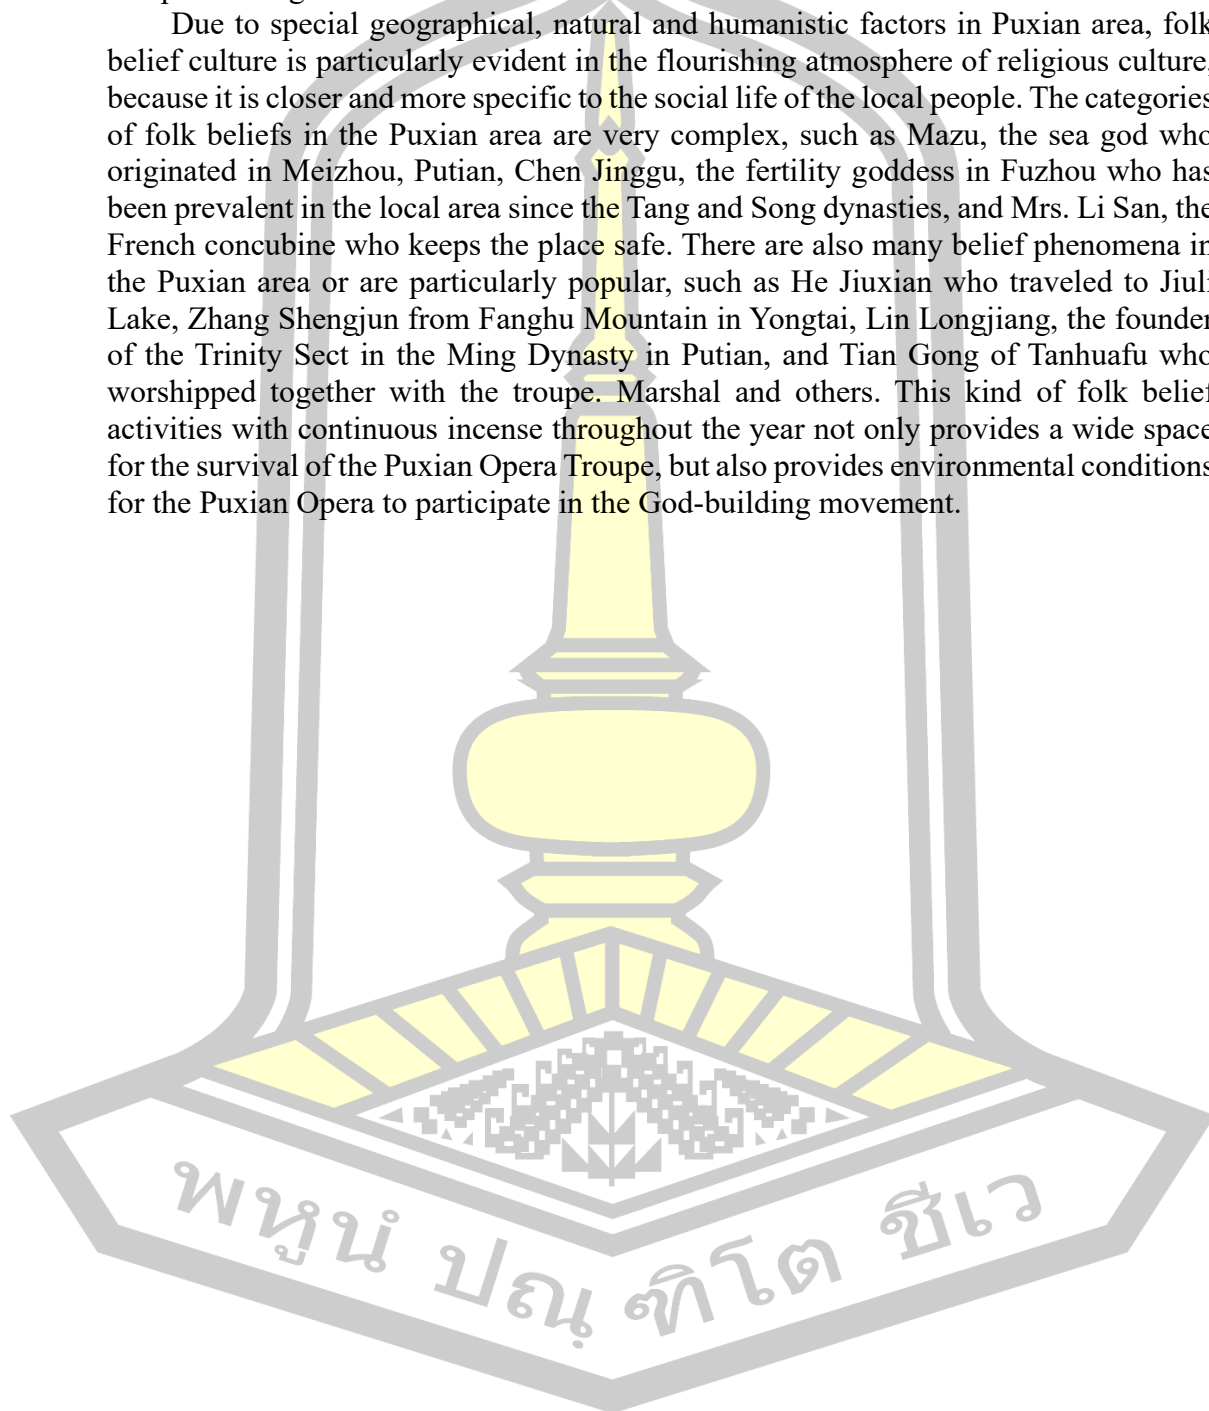 Due to special geographical, natural and humanistic factors in Puxian area, folk
belief culture is particularly evident in the flourishing atmosphere of religious culture,
because it is closer and more specific to the social life of the local people. The categories
of folk beliefs in the Puxian area are very complex, such as Mazu, the sea god who
originated in Meizhou, Putian, Chen Jinggu, the fertility goddess in Fuzhou who has
been prevalent in the local area since the Tang and Song dynasties, and Mrs. Li San, the
French concubine who keeps the place safe. There are also many belief phenomena in
the Puxian area or are particularly popular, such as He Jiuxian who traveled to Jiuli
Lake, Zhang Shengjun from Fanghu Mountain in Yongtai, Lin Longjiang, the founder
of the Trinity Sect in the Ming Dynasty in Putian, and Tian Gong of Tanhuafu who
worshipped together with the troupe. Marshal and others. This kind of folk belief
activities with continuous incense throughout the year not only provides a wide space
for the survival of the Puxian Opera Troupe, but also provides environmental conditions
for the Puxian Opera to participate in the God-building movement.
พหูนํ ปณฺฑิโต ชีเว